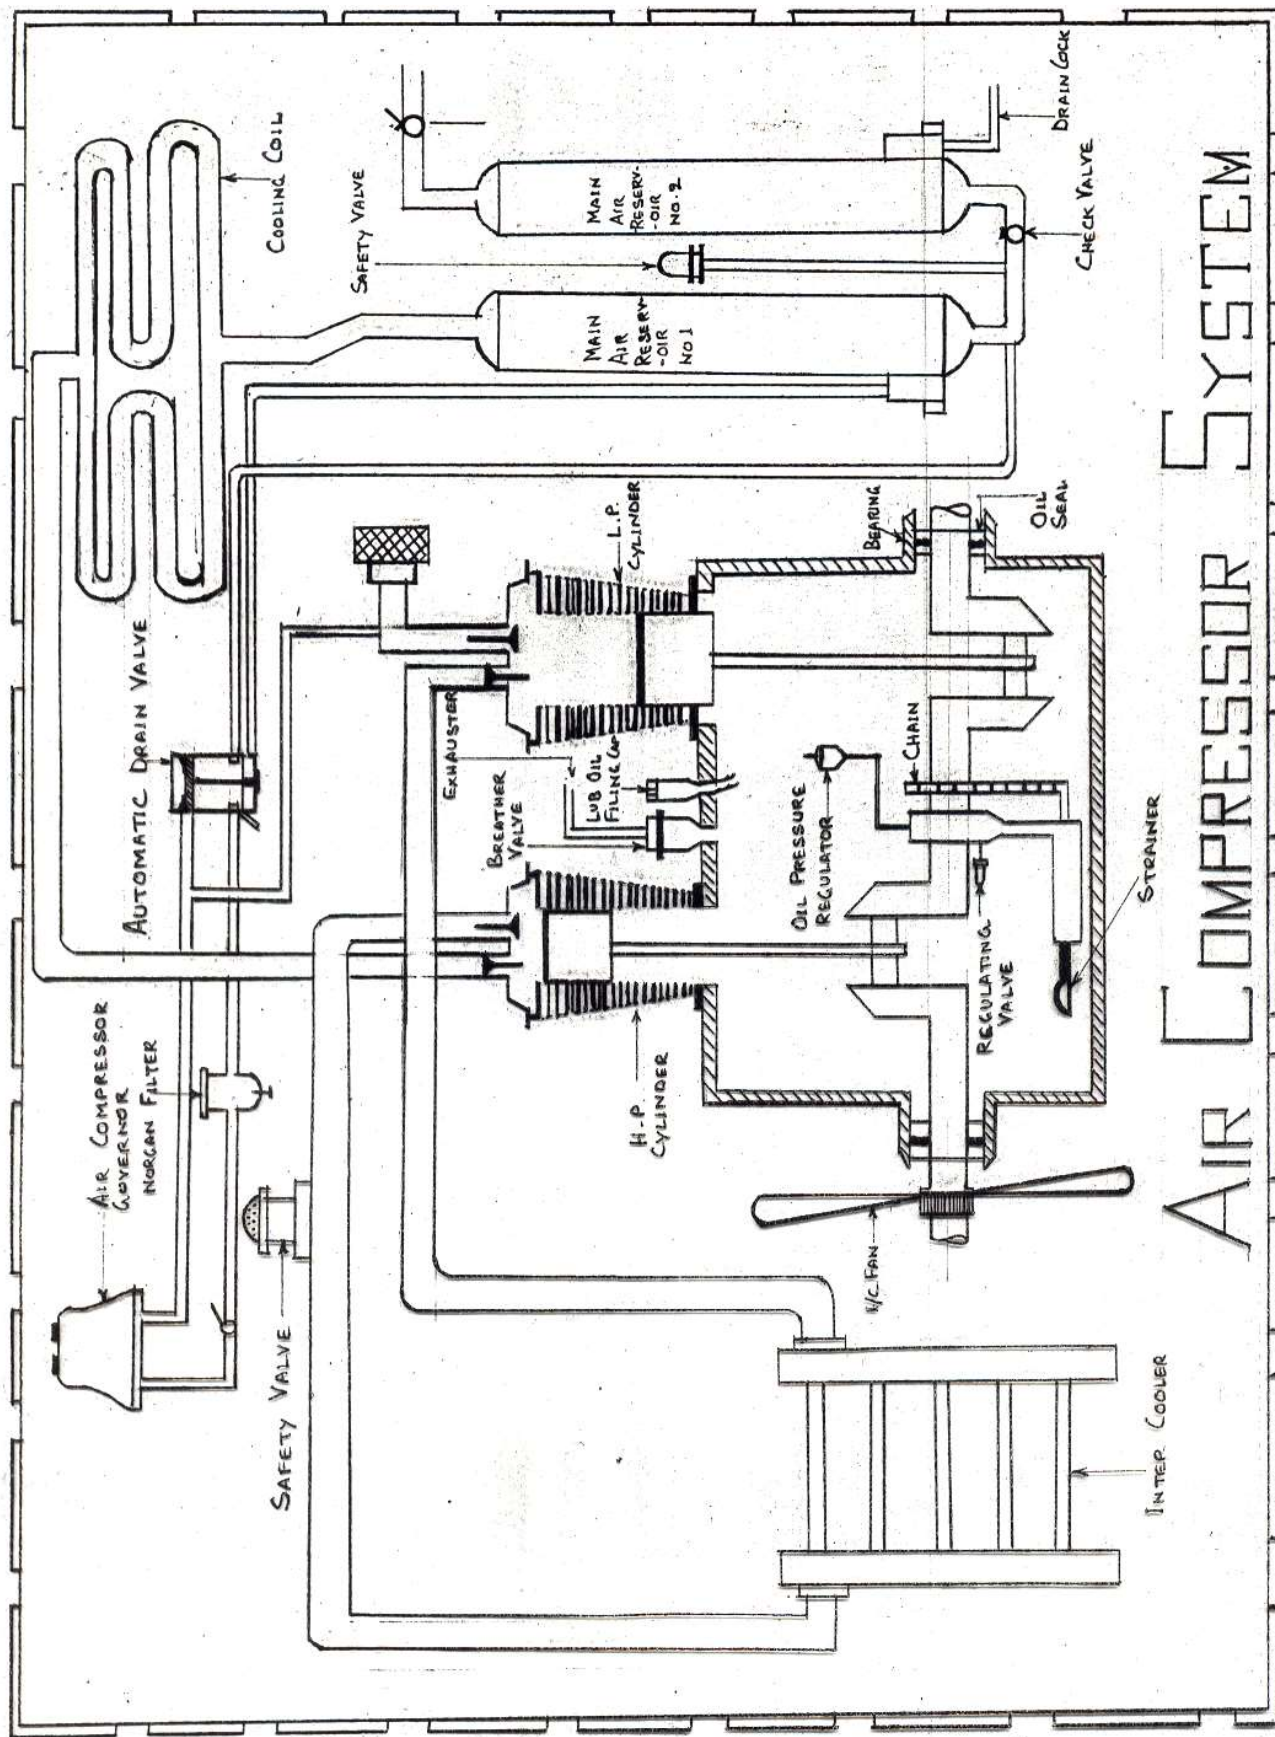 COOLING COIL
SAFETY VALVE
DRAIN COCK
MAIN
AIR
RESERV-
-OIR
NO.2
CHECK VALVE
MAIN
AIR
RESERV-
-OIR
NO 1
AUTOMATIC DRAIN VALVE
L.P.
CYLINDER
BEARING
OIL
SEAL
EXHAUSTER
LUB OIL
FILING CAP
BREATHER
VALVE
CHAIN
OIL PRESSURE
REGULATOR
STRAINER
REGULATING
VALVE
AIR COMPRESSOR
GOVERNOR
NORGAN FILTER
H-P.
CYLINDER
SAFETY VALVE
E/C. FAN
INTER COOLER
AIR COMPRESSOR SYSTEM